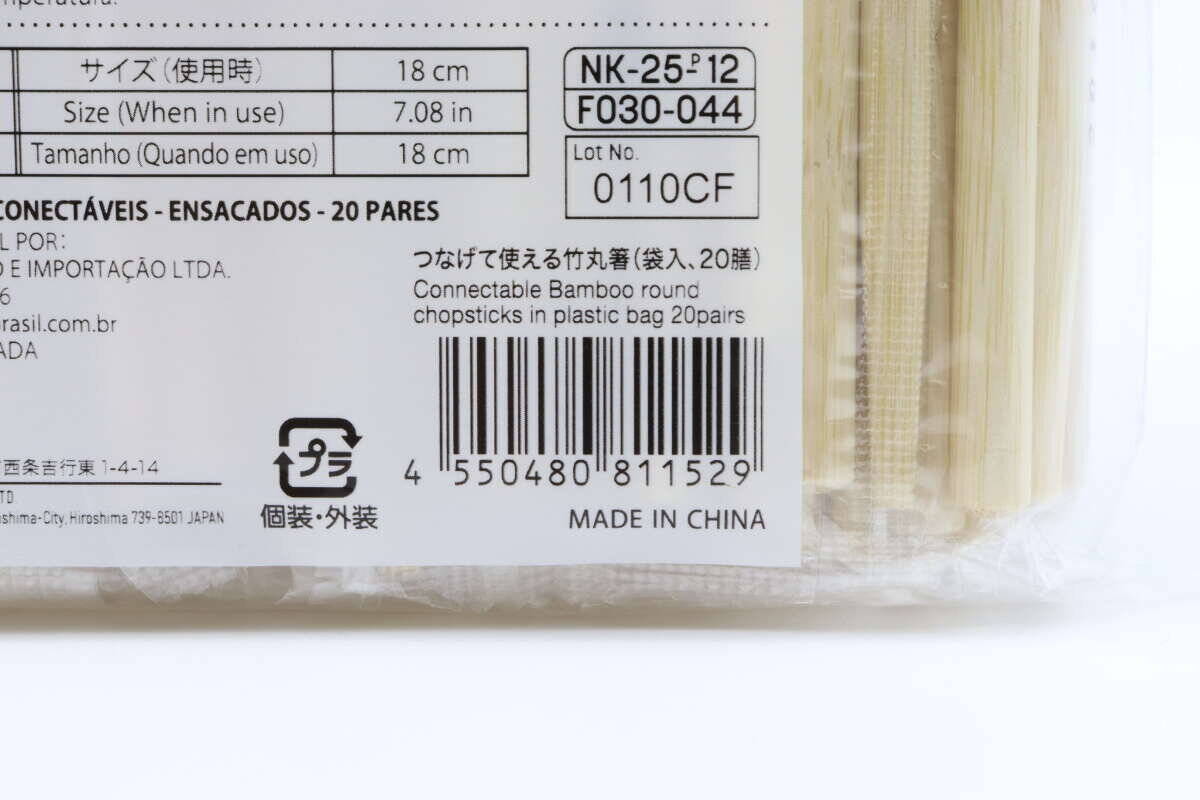 サイズ（使用時） 18 cm
Size (When in use) 7.08 in
Tamanho (Quando em uso) 18 cm
NK-25-P12
F030-044
Lot No.
0110CF
CONECTÁVEIS - ENSACADOS - 20 PARES
L POR:
O E IMPORTAÇÃO LTDA.
6
rasil.com.br
ADA
つなげて使える竹丸箸（袋入、20膳）
Connectable Bamboo round
chopsticks in plastic bag 20pairs
4 550480 811529
MADE IN CHINA
プラ
個装・外装
西条吉行東 1-4-14
TD
shima-City, Hiroshima 739-8501 JAPAN